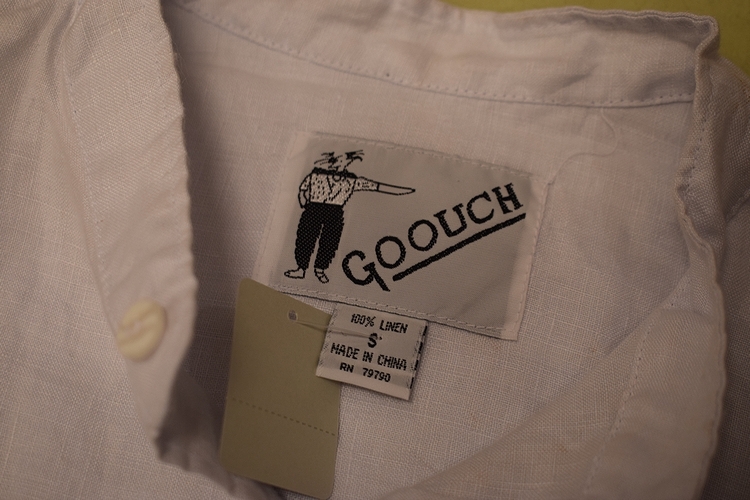 GOOUCH
100% LINEN
S
MADE IN CHINA
RN 79790